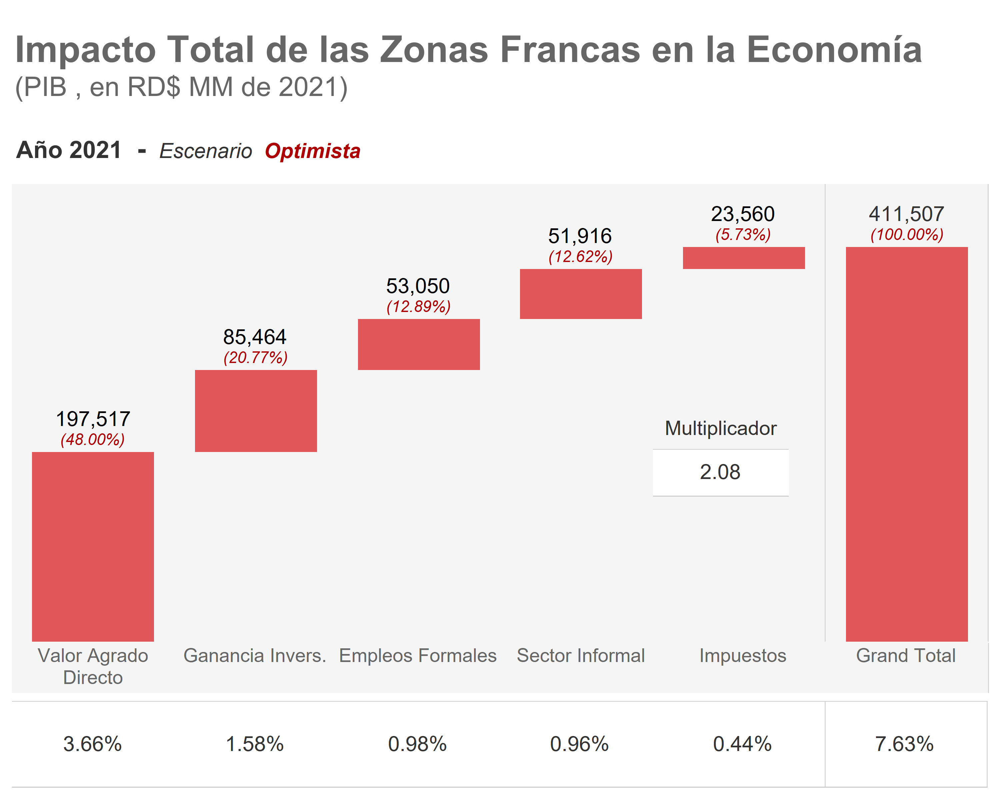 Impacto Total de las Zonas Francas en la Economía
(PIB , en RD$ MM de 2021)
Año 2021 - Escenario Optimista
197,517
(48.00%)
85,464
(20.77%)
53,050
(12.89%)
51,916
(12.62%)
23,560
(5.73%)
411,507
(100.00%)
Multiplicador
2.08
Valor Agrado
Directo
Ganancia Invers.
Empleos Formales
Sector Informal
Impuestos
Grand Total
3.66%
1.58%
0.98%
0.96%
0.44%
7.63%